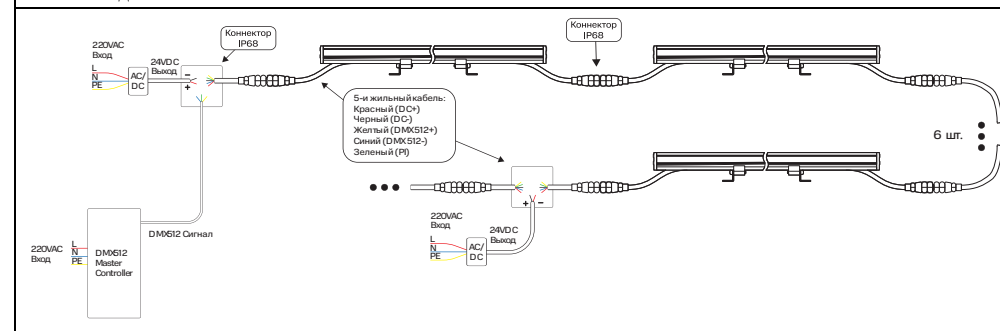 Коннектор
IP68
Коннектор
IP68
220VAC
Вход
24VDC
Выход
L
N
PE
AC/
DC
–
+
5-и жильный кабель:
Красный (DC+)
Черный (DC-)
Желтый (DMX512+)
Синий (DMX512-)
Зеленый (PI)
6 шт.
+ –
220VAC
Вход
24VDC
Выход
L
N
PE
AC/
DC
DMX512 Сигнал
220VAC
Вход
L
N
PE
DMX512
Master
Controller